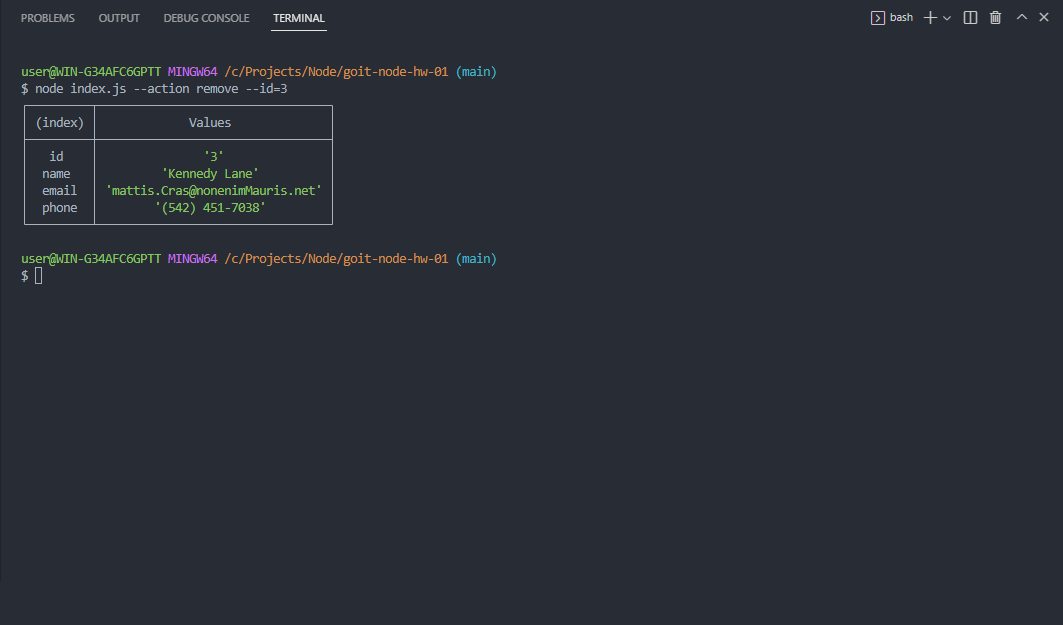 PROBLEMS OUTPUT DEBUG CONSOLE TERMINAL bash
user@WIN-G34AFC6GPTT MINGW64 /c/Projects/Node/goit-node-hw-01 (main)
$ node index.js --action remove --id=3
(index) Values
id '3'
name 'Kennedy Lane'
email 'mattis.Cras@nonenimMauris.net'
phone '(542) 451-7038'
user@WIN-G34AFC6GPTT MINGW64 /c/Projects/Node/goit-node-hw-01 (main)
$